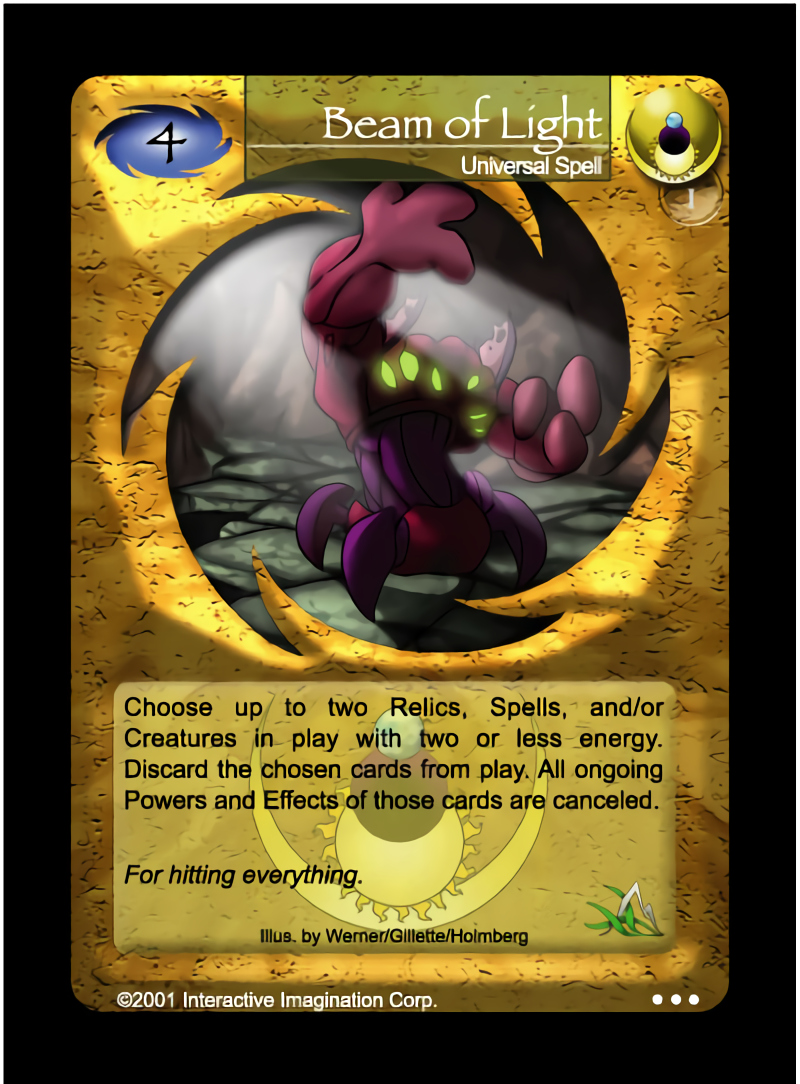 4
Beam of Light
Universal Spell
1
Choose up to two Relics, Spells, and/or
Creatures in play with two or less energy.
Discard the chosen cards from play. All ongoing
Powers and Effects of those cards are canceled.
For hitting everything.
Illus. by Werner/Gillette/Holmberg
©2001 Interactive Imagination Corp.